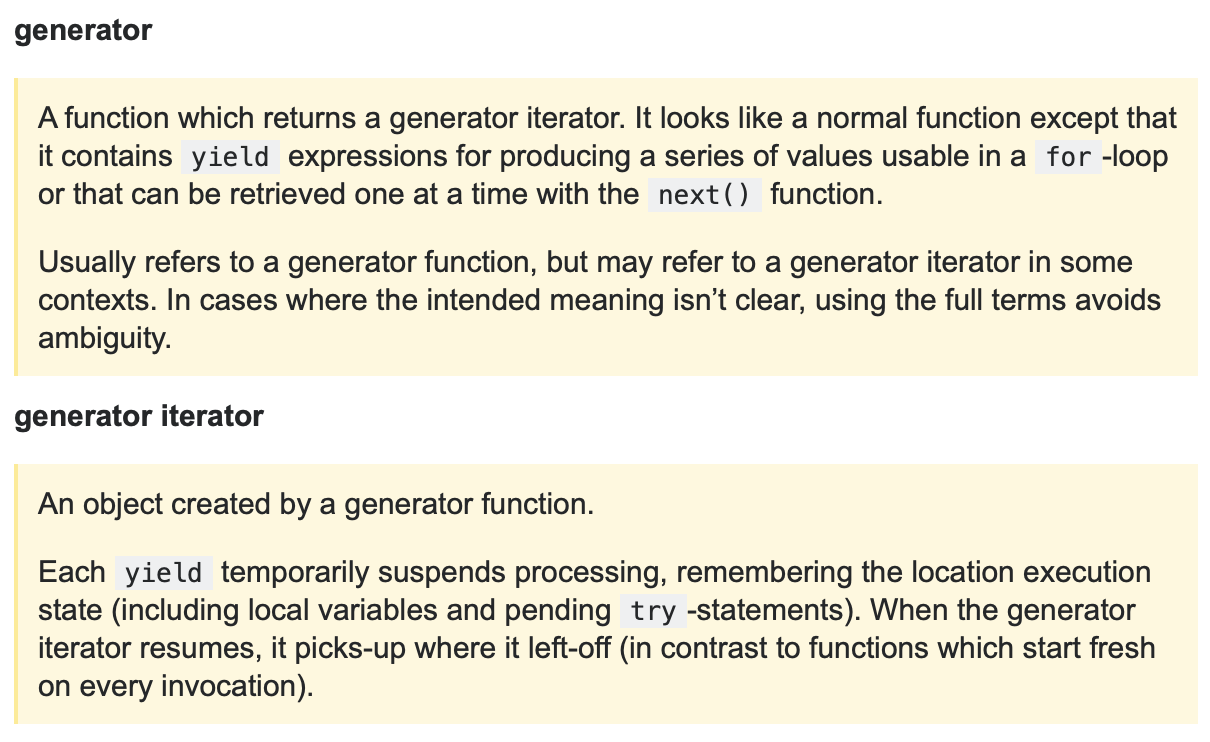 generator
A function which returns a generator iterator. It looks like a normal function except that
it contains yield expressions for producing a series of values usable in a for-loop
or that can be retrieved one at a time with the next() function.
Usually refers to a generator function, but may refer to a generator iterator in some
contexts. In cases where the intended meaning isn’t clear, using the full terms avoids
ambiguity.
generator iterator
An object created by a generator function.
Each yield temporarily suspends processing, remembering the location execution
state (including local variables and pending try-statements). When the generator
iterator resumes, it picks-up where it left-off (in contrast to functions which start fresh
on every invocation).